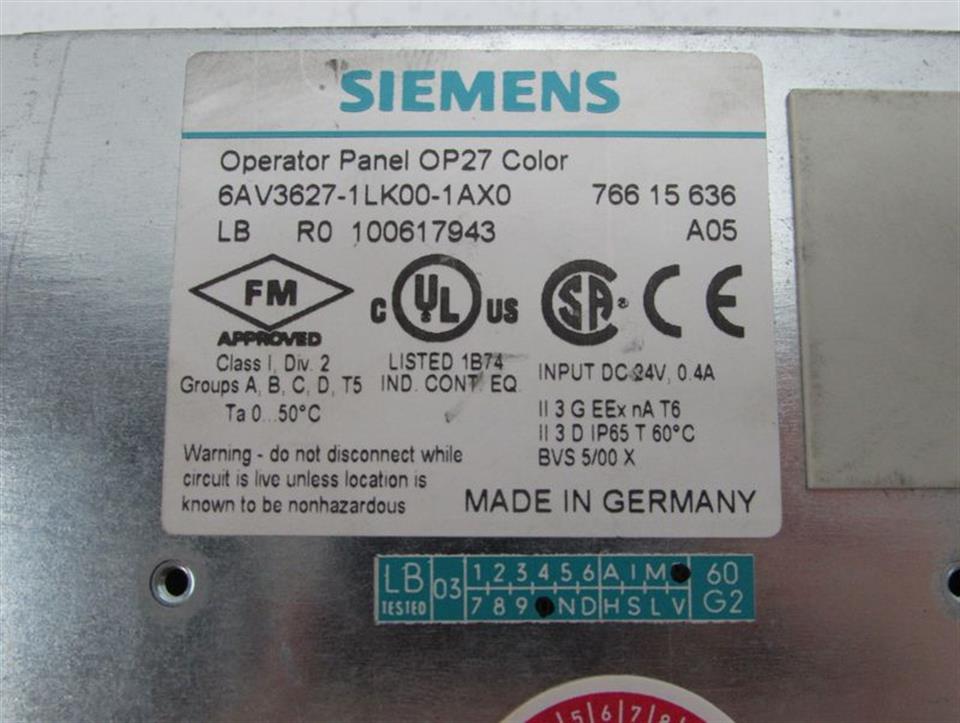 SIEMENS
Operator Panel OP27 Color
6AV3627-1LK00-1AX0 766 15 636
LB R0 100617943 A05
FM
APPROVED
Class I, Div. 2
Groups A, B, C, D, T5
Ta 0...50°C
C UL US
LISTED 1B74
IND. CONT. EQ.
SA ® CE
INPUT DC 24V, 0.4A
II 3 G EEx nA T6
II 3 D IP65 T 60°C
BVS 5/00 X
Warning - do not disconnect while
circuit is live unless location is
known to be nonhazardous
MADE IN GERMANY
LB 03 1 2 3 4 5 6 A I M 60
TESTED 7 8 9 N D H S L V G2
5 6 7 8